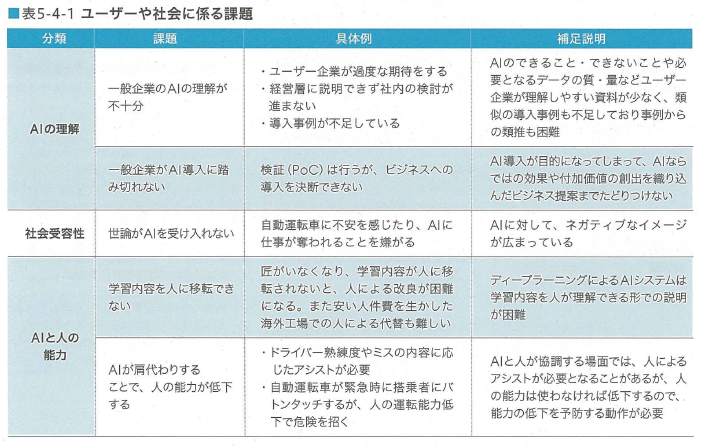 ■表5-4-1 ユーザーや社会に係る課題
分類 課題 具体例 補足説明
AIの理解
一般企業のAIの理解が
不十分
・ユーザー企業が過度な期待をする
・経営層に説明できず社内の検討が
進まない
・導入事例が不足している
AIのできること・できないことや必
要となるデータの質・量などユーザー
企業が理解しやすい資料が少なく、類
似の導入事例も不足しており事例から
の類推も困難
一般企業がAI導入に踏
み切れない
検証（PoC）は行うが、ビジネスへの
導入を決断できない
AI導入が目的になってしまって、AIなら
ではの効果や付加価値の創出を織り込
んだビジネス提案までたどりつけない
社会受容性
世論がAIを受け入れない
自動運転車に不安を感じたり、AIに
仕事が奪われることを嫌がる
AIに対して、ネガティブなイメージ
が広まっている
AIと人の
能力
学習内容を人に移転でき
ない
匠がいなくなり、学習内容が人に移
転されないと、人による改良が困難
になる。また安い人件費を生かした
海外工場での人による代替も難しい
ディープラーニングによるAIシステムは
学習内容を人が理解できる形での説明
が困難
AIが肩代わりする
ことで、人の能力が低下
する
・ドライバー熟練度やミスの内容に応
じたアシストが必要
・自動運転車が緊急時に搭乗者にバ
トンタッチするが、人の運転能力低
下で危険を招く
AIと人が協調する場面では、人による
アシストが必要となることがあるが、人
の能力は使わなければ低下するので、
能力の低下を予防する動作が必要